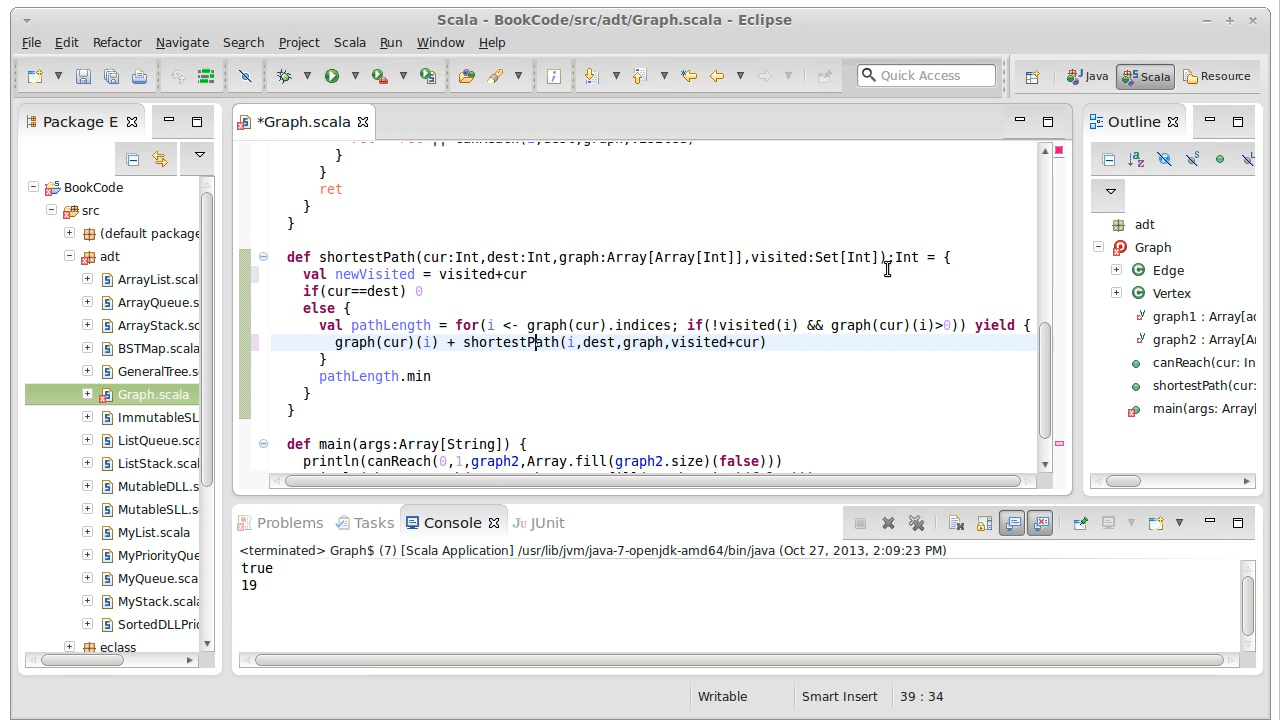 Scala - BookCode/src/adt/Graph.scala - Eclipse
File Edit Refactor Navigate Search Project Scala Run Window Help
Quick Access Java Scala Resource
Package E
*Graph.scala
Outline
BookCode
src
(default package
adt
ArrayList.scal
ArrayQueue.s
ArrayStack.sc
BSTMap.scala
GeneralTree.s
Graph.scala
ImmutableSL
ListQueue.sc
ListStack.sca
MutableDLL.s
MutableSLL.s
MyList.scala
MyPriorityQue
MyQueue.sca
MyStack.scala
SortedDLLPric
eclass
}
}
ret
}
}
def shortestPath(cur:Int,dest:Int,graph:Array[Array[Int]],visited:Set[Int]):Int = {
val newVisited = visited+cur
if(cur==dest) 0
else {
val pathLength = for(i <- graph(cur).indices; if(!visited(i) && graph(cur)(i)>0)) yield {
graph(cur)(i) + shortestPath(i,dest,graph,visited+cur)
}
pathLength.min
}
}
def main(args:Array[String]) {
println(canReach(0,1,graph2,Array.fill(graph2.size)(false)))
adt
Graph
Edge
Vertex
graph1 : Array[ac
graph2 : Array[A
canReach(cur: In
shortestPath(cur:
main(args: Array[
Problems Tasks Console JUnit
<terminated> Graph$ (7) [Scala Application] /usr/lib/jvm/java-7-openjdk-amd64/bin/java (Oct 27, 2013, 2:09:23 PM)
true
19
Writable Smart Insert 39 : 34